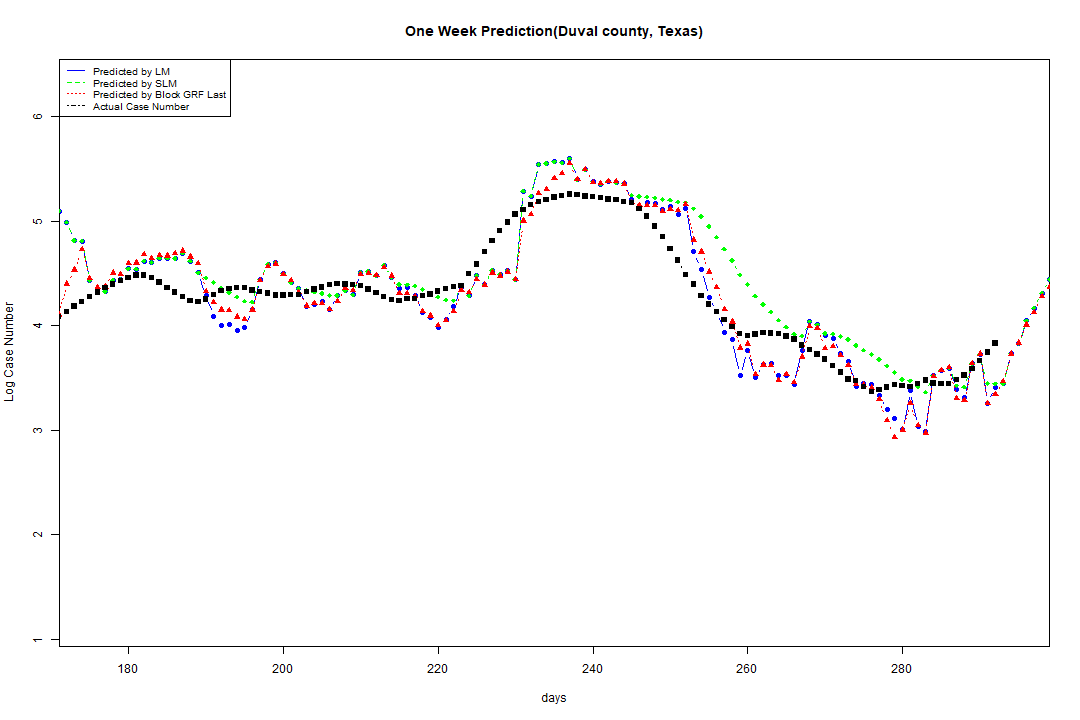 One Week Prediction(Duval county, Texas)
Predicted by LM
Predicted by SLM
Predicted by Block GRF Last
Actual Case Number
6
5
4
3
2
1
Log Case Number
180 200 220 240 260 280
days